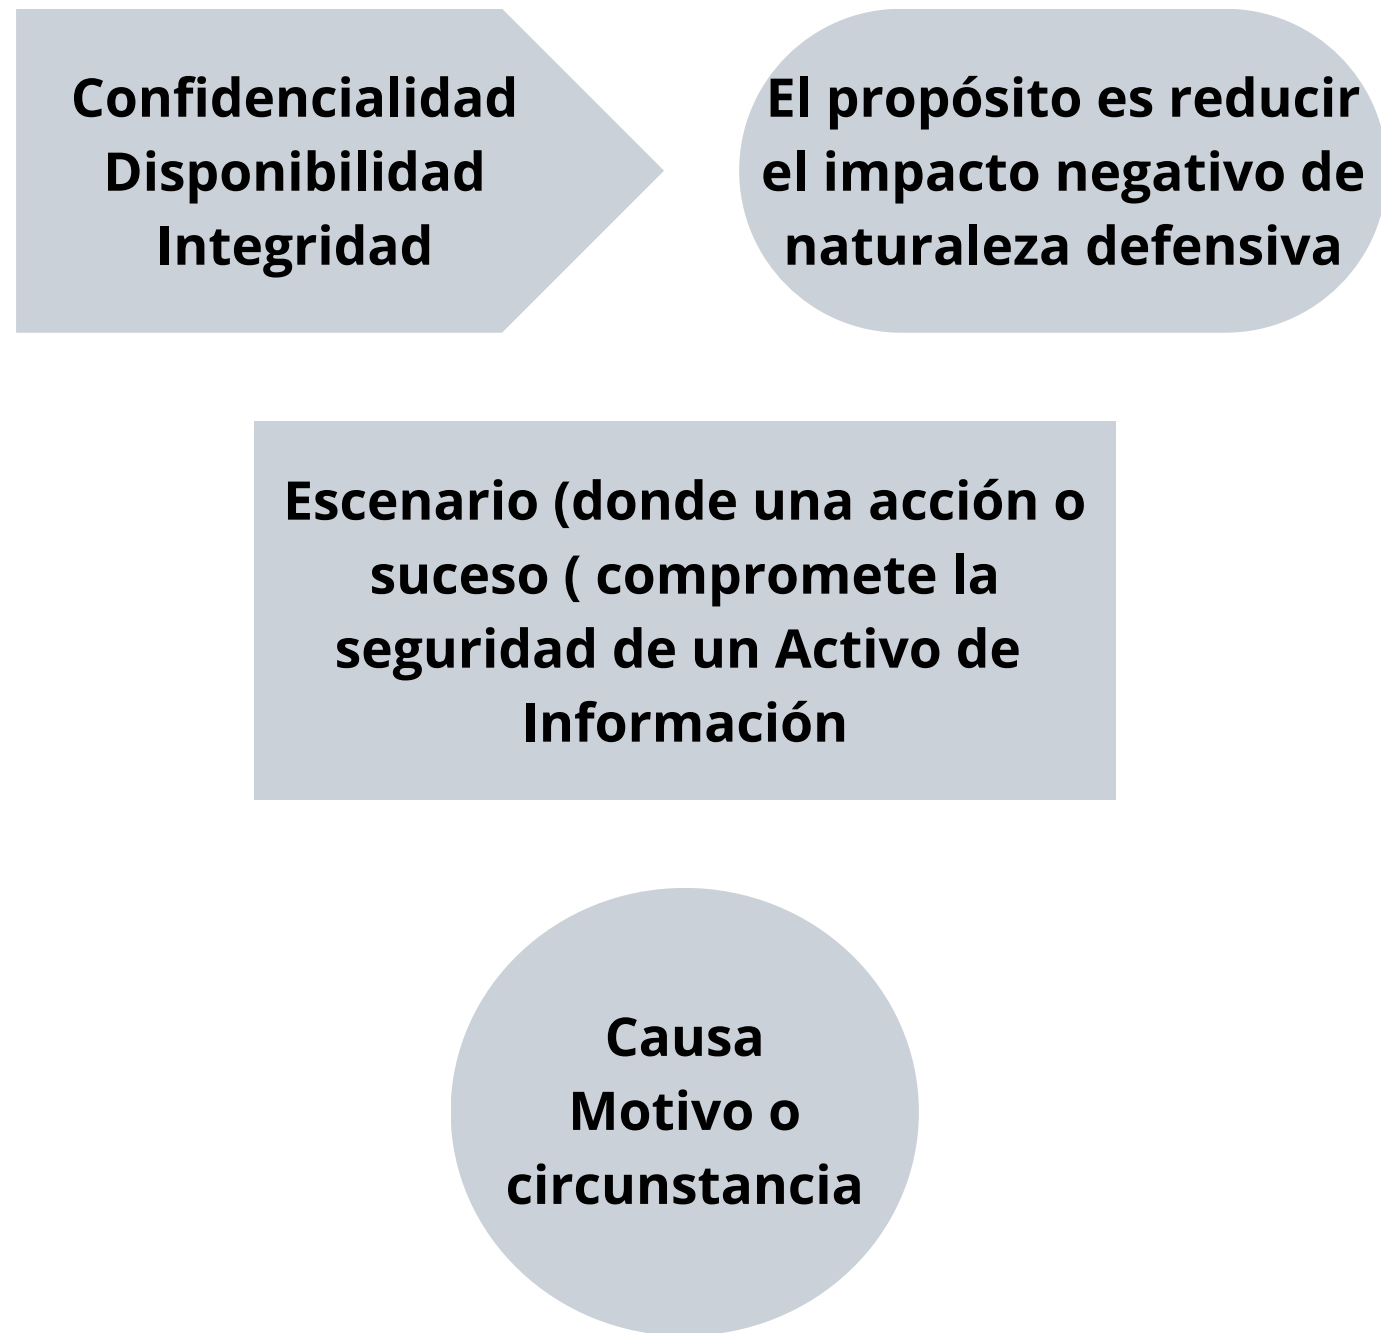 Confidencialidad
Disponibilidad
Integridad
El propósito es reducir
el impacto negativo de
naturaleza defensiva
Escenario (donde una acción o
suceso ( compromete la
seguridad de un Activo de
Información
Causa
Motivo o
circunstancia